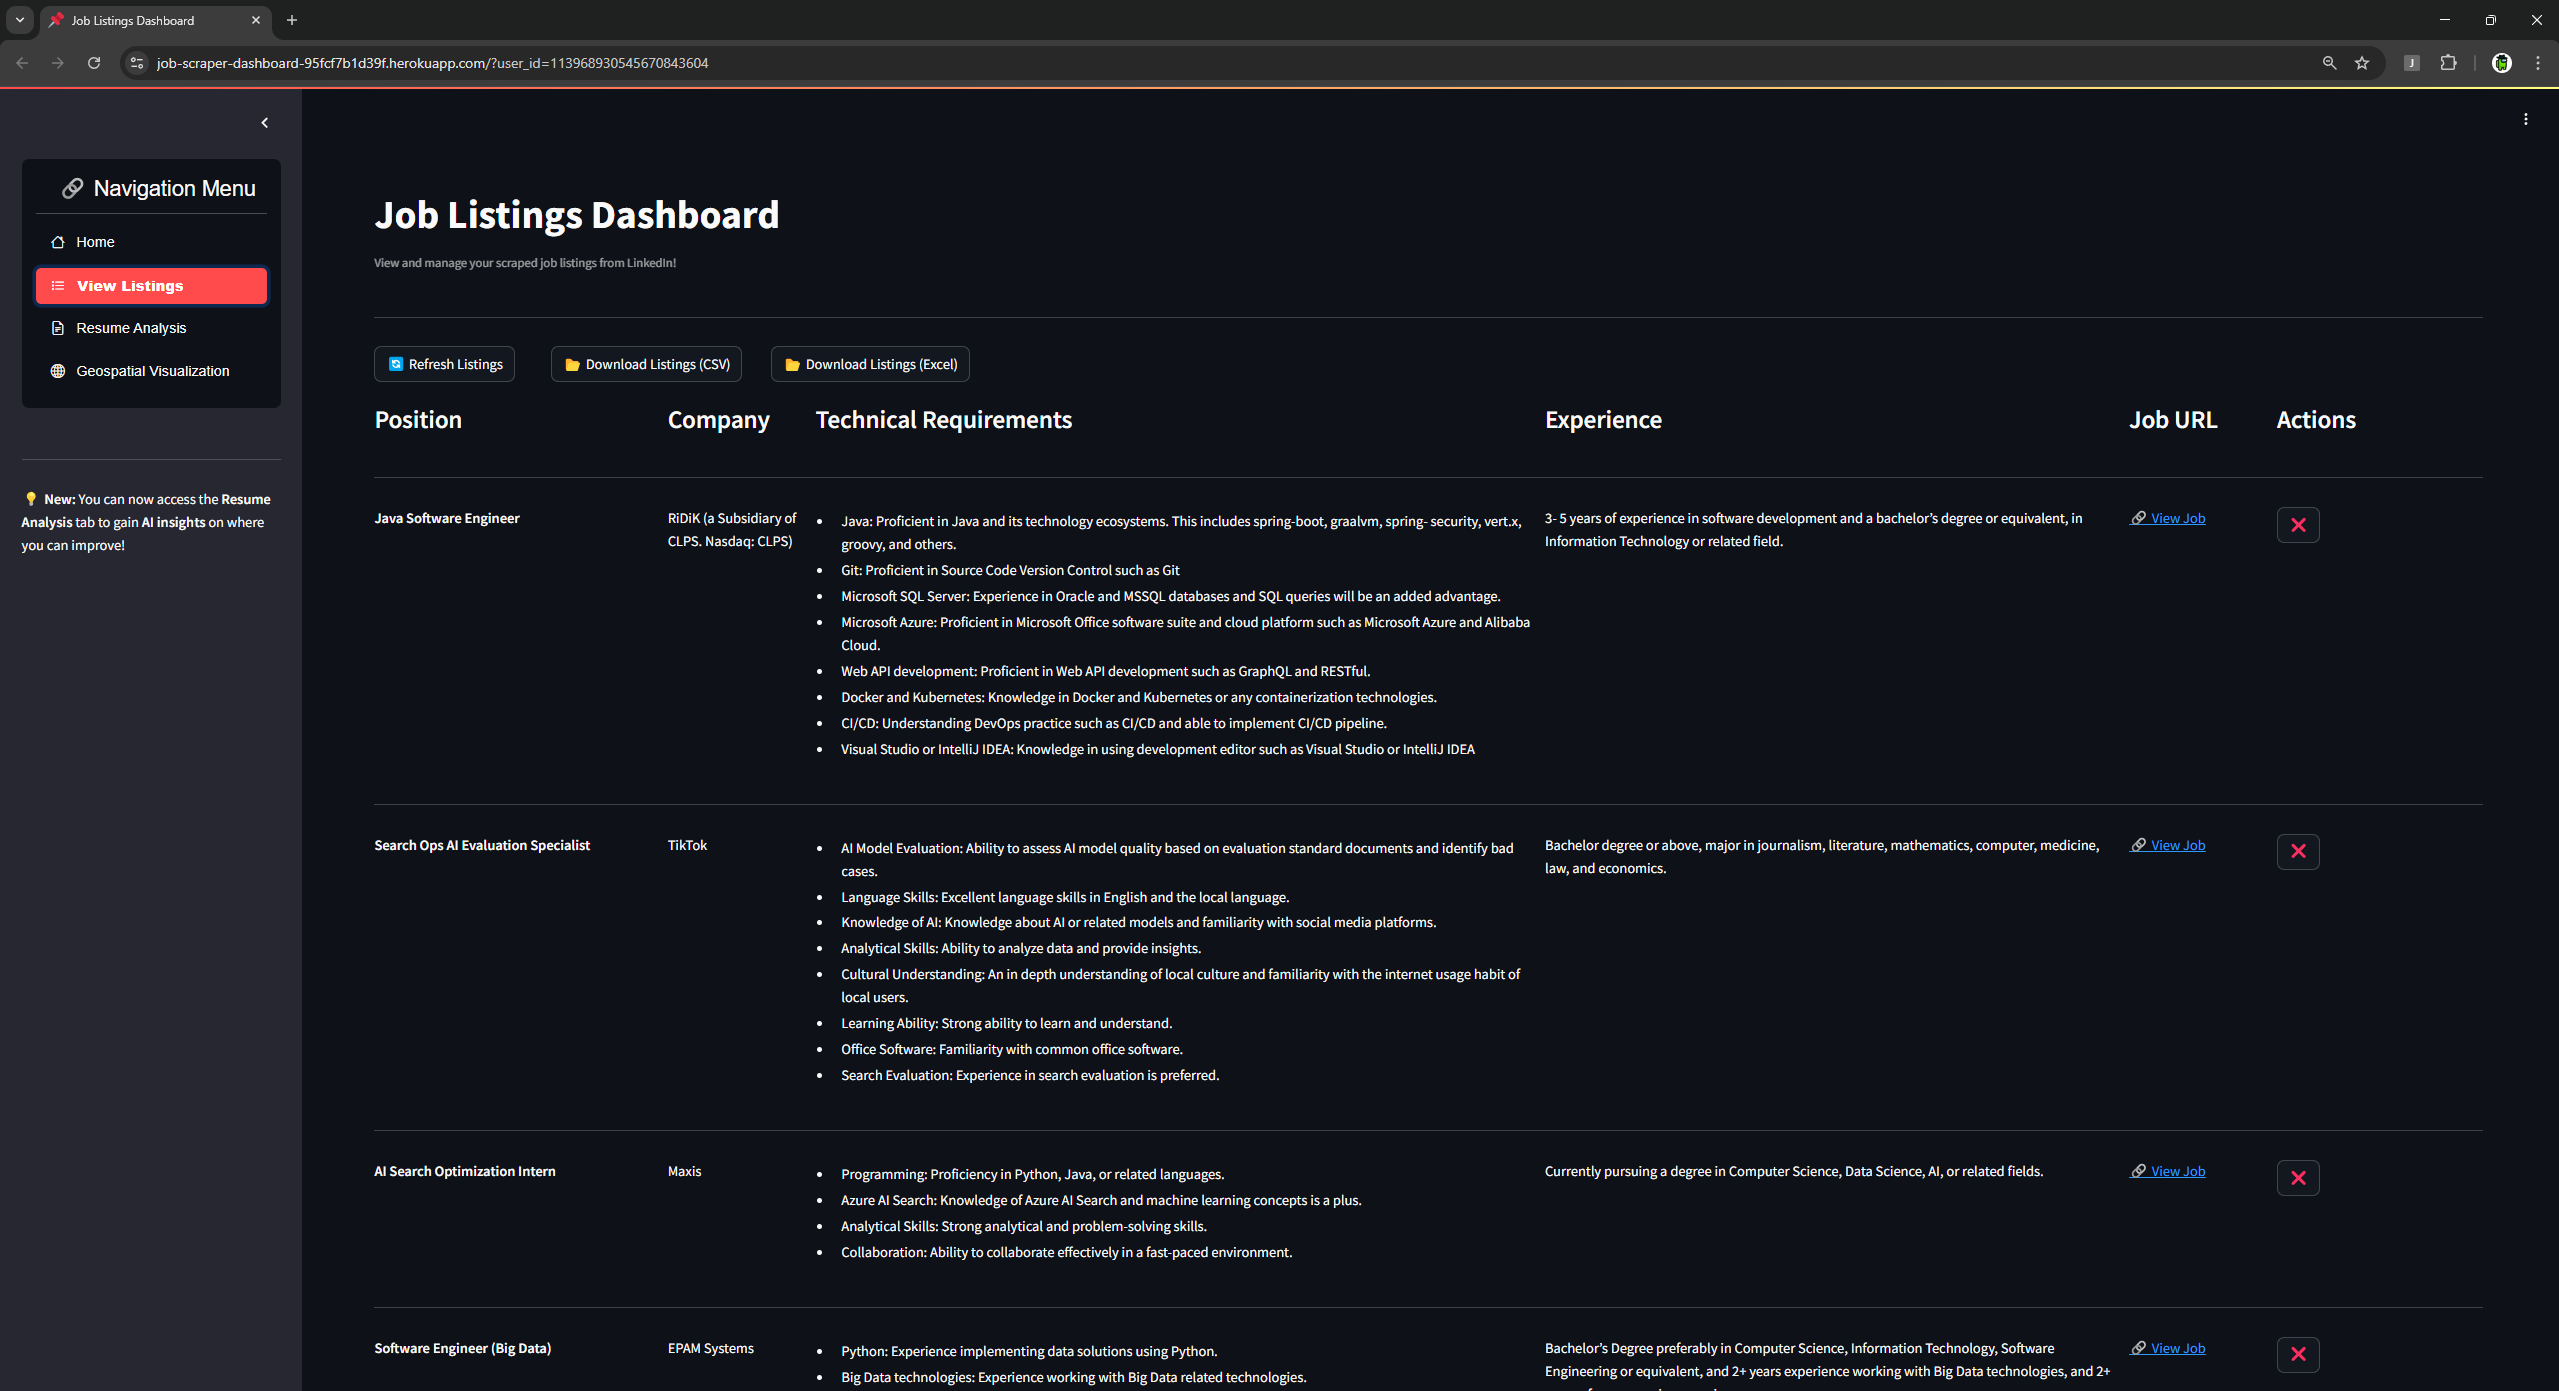 Job Listings Dashboard
job-scraper-dashboard-95fcf7b1d39f.herokuapp.com/?user_id=113968930545670843604
J
Navigation Menu
Home
View Listings
Resume Analysis
Geospatial Visualization
New: You can now access the Resume
Analysis tab to gain AI insights on where
you can improve!
Job Listings Dashboard
View and manage your scraped job listings from LinkedIn!
Refresh Listings
Download Listings (CSV)
Download Listings (Excel)
Position
Company
Technical Requirements
Experience
Job URL
Actions
Java Software Engineer
RiDiK (a Subsidiary of
CLPS. Nasdaq: CLPS)
Java: Proficient in Java and its technology ecosystems. This includes spring-boot, graalvm, spring- security, vert.x,
groovy, and others.
Git: Proficient in Source Code Version Control such as Git
Microsoft SQL Server: Experience in Oracle and MSSQL databases and SQL queries will be an added advantage.
Microsoft Azure: Proficient in Microsoft Office software suite and cloud platform such as Microsoft Azure and Alibaba
Cloud.
Web API development: Proficient in Web API development such as GraphQL and RESTful.
Docker and Kubernetes: Knowledge in Docker and Kubernetes or any containerization technologies.
CI/CD: Understanding DevOps practice such as CI/CD and able to implement CI/CD pipeline.
Visual Studio or IntelliJ IDEA: Knowledge in using development editor such as Visual Studio or IntelliJ IDEA
3- 5 years of experience in software development and a bachelor’s degree or equivalent, in
Information Technology or related field.
View Job
Search Ops AI Evaluation Specialist
TikTok
AI Model Evaluation: Ability to assess AI model quality based on evaluation standard documents and identify bad
cases.
Language Skills: Excellent language skills in English and the local language.
Knowledge of AI: Knowledge about AI or related models and familiarity with social media platforms.
Analytical Skills: Ability to analyze data and provide insights.
Cultural Understanding: An in depth understanding of local culture and familiarity with the internet usage habit of
local users.
Learning Ability: Strong ability to learn and understand.
Office Software: Familiarity with common office software.
Search Evaluation: Experience in search evaluation is preferred.
Bachelor degree or above, major in journalism, literature, mathematics, computer, medicine,
law, and economics.
View Job
AI Search Optimization Intern
Maxis
Programming: Proficiency in Python, Java, or related languages.
Azure AI Search: Knowledge of Azure AI Search and machine learning concepts is a plus.
Analytical Skills: Strong analytical and problem-solving skills.
Collaboration: Ability to collaborate effectively in a fast-paced environment.
Currently pursuing a degree in Computer Science, Data Science, AI, or related fields.
View Job
Software Engineer (Big Data)
EPAM Systems
Python: Experience implementing data solutions using Python.
Big Data technologies: Experience working with Big Data related technologies.
Bachelor’s Degree preferably in Computer Science, Information Technology, Software
Engineering or equivalent, and 2+ years experience working with Big Data technologies, and 2+
View Job